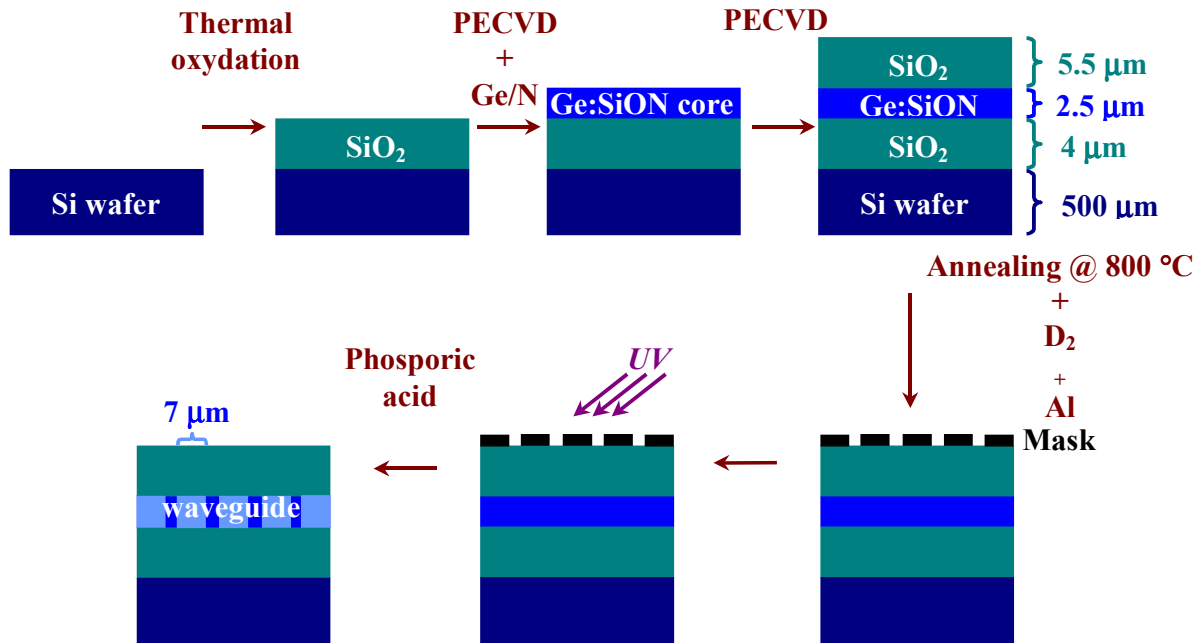 Thermal
oxydation
PECVD
+
Ge/N
PECVD
Si wafer
SiO₂
Ge:SiON core
SiO₂
Ge:SiON
SiO₂
Si wafer
5.5 μm
2.5 μm
4 μm
500 μm
Annealing @ 800 °C
+
D₂
+
Al
Mask
UV
Phosporic
acid
7 μm
waveguide